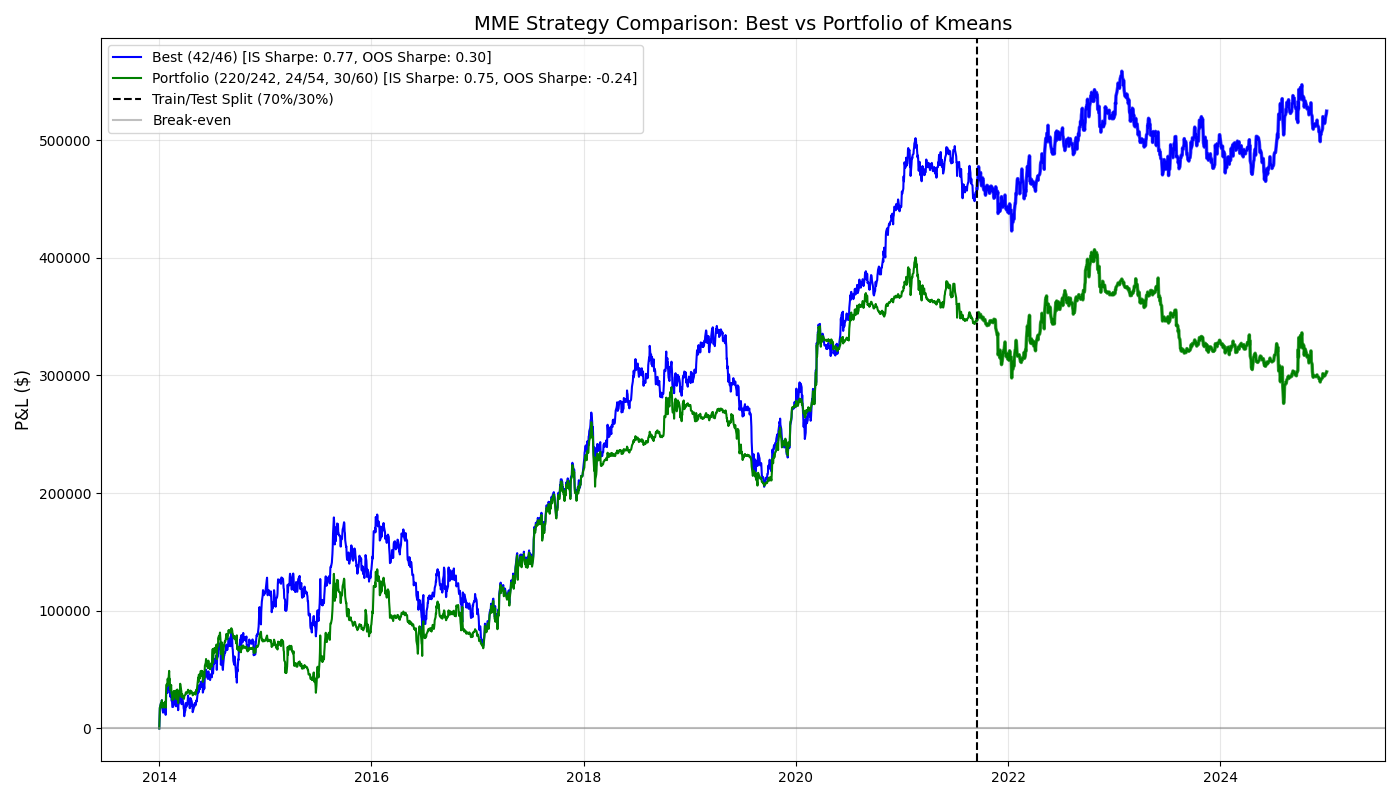 MME Strategy Comparison: Best vs Portfolio of Kmeans
Best (42/46) [IS Sharpe: 0.77, OOS Sharpe: 0.30]
Portfolio (220/242, 24/54, 30/60) [IS Sharpe: 0.75, OOS Sharpe: -0.24]
Train/Test Split (70%/30%)
Break-even
P&L ($)
500000
400000
300000
200000
100000
0
2014 2016 2018 2020 2022 2024